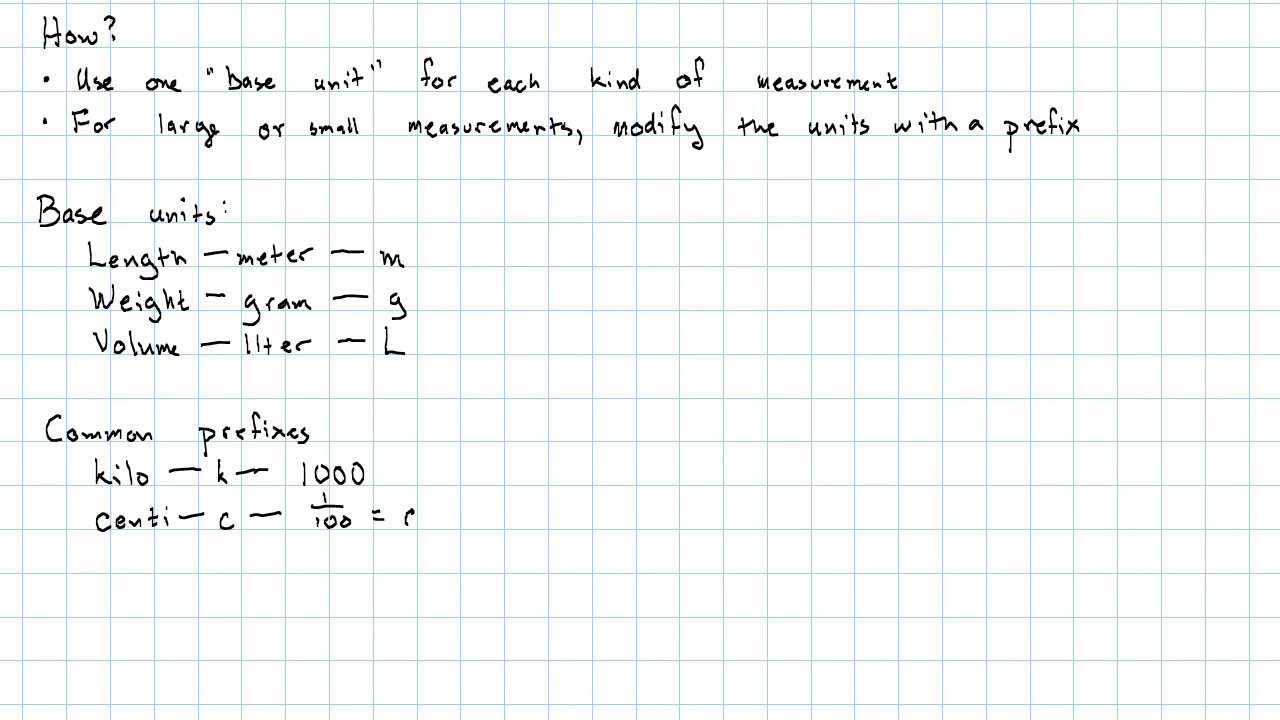 How?
• Use one "base unit" for each kind of measurement
• For large or small measurements, modify the units with a prefix
Base units:
Length — meter — m
Weight — gram — g
Volume — liter — L
Common prefixes
kilo — k — 1000
centi — c — 1/100 =